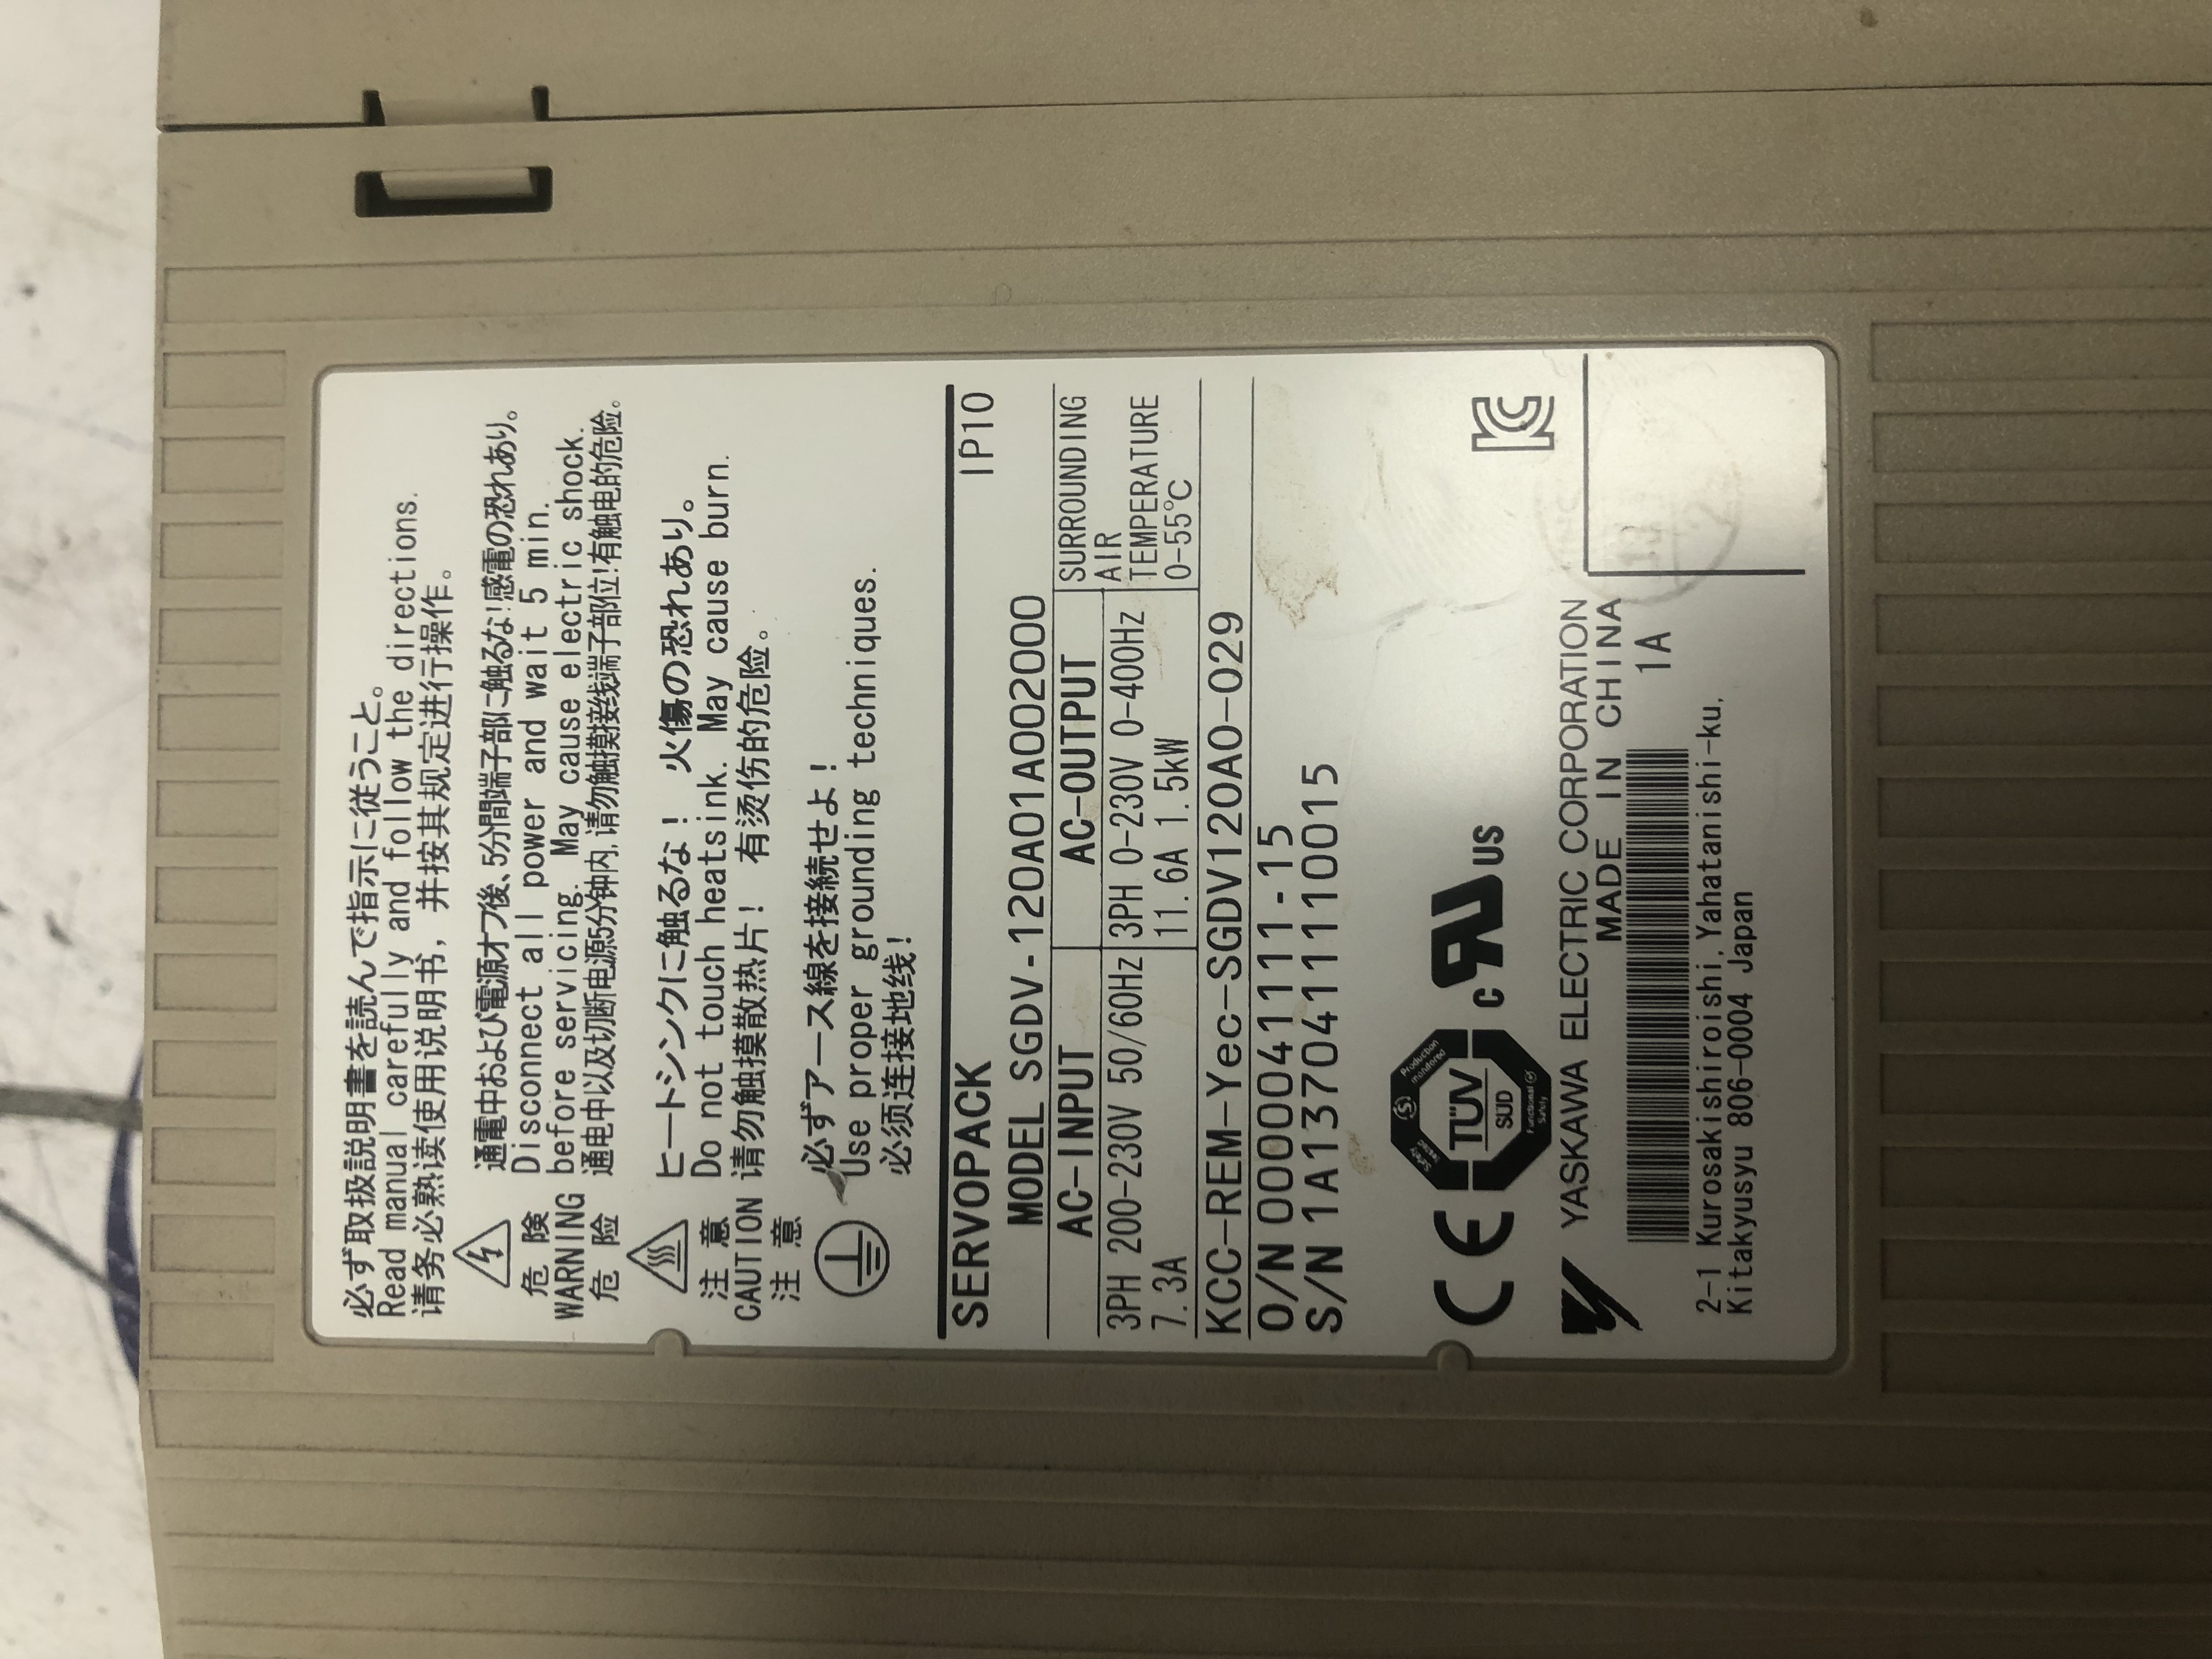 必ず取扱説明書を読んで指示に従うこと。
Read manual carefully and follow the directions.
请务必熟读使用说明书，并按其规定进行操作。
危 険
WARNING
危 险
通電中および電源オフ後、5分間端子部に触るな！感電の恐れあり。
Disconnect all power and wait 5 min.
before servicing. May cause electric shock.
通电中以及切断电源5分钟内，请勿触摸接线端子部位！有触电的危险。
注 意
CAUTION
注 意
ヒートシンクに触るな！ 火傷の恐れあり。
Do not touch heatsink. May cause burn.
请勿触摸散热片！ 有烫伤的危险。
必ずアース線を接続せよ！
Use proper grounding techniques.
必须连接地线！
SERVOPACK IP10
MODEL SGDV-120A01A002000
AC-INPUT AC-OUTPUT SURROUNDING
AIR
TEMPERATURE
0-55℃
3PH 200-230V 50/60Hz
7.3A
3PH 0-230V 0-400Hz
11.6A 1.5kW
KCC-REM-Yec-SGDV120A0-029
O/N 000041111-15
S/N 1A13704111110015
CE
TÜV
SÜD
Production
monitored
Functional
Safety
c RU US
KC
YASKAWA ELECTRIC CORPORATION
MADE IN CHINA
1A
2-1 Kurosakishiroishi, Yahatanishi-ku,
Kitakyusyu 806-0004 Japan